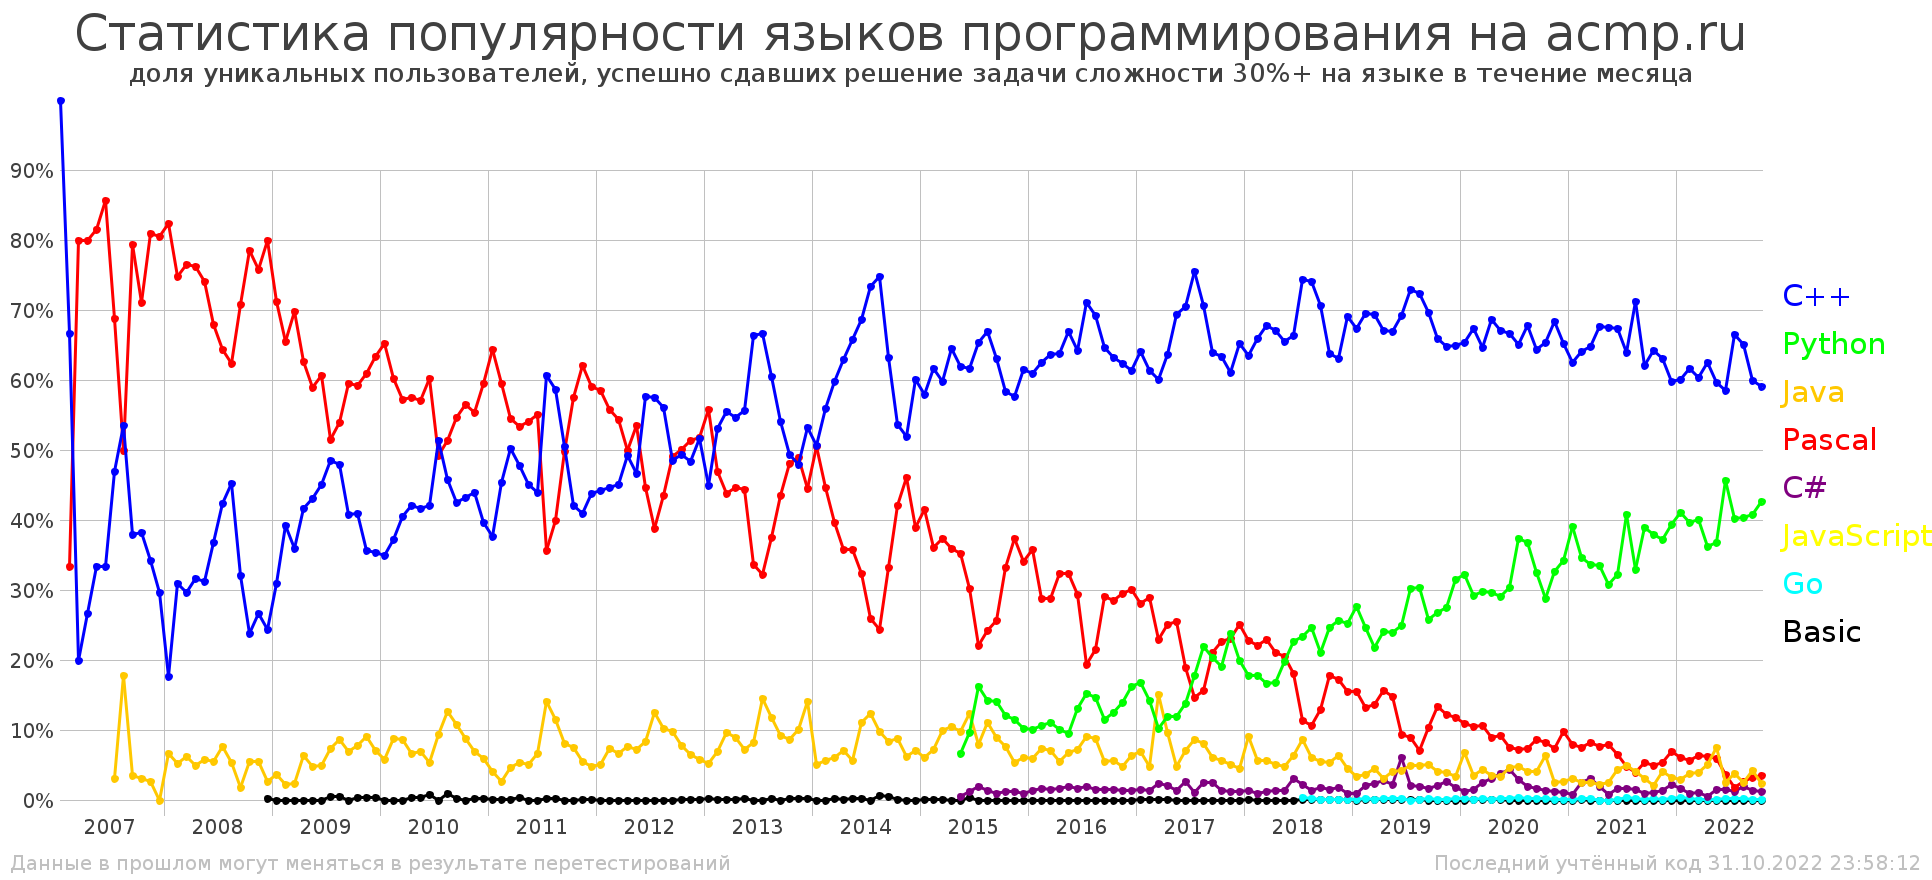 Статистика популярности языков программирования на acmp.ru
доля уникальных пользователей, успешно сдавших решение задачи сложности 30%+ на языке в течение месяца
90%
80%
70%
60%
50%
40%
30%
20%
10%
0%
C++
Python
Java
Pascal
C#
JavaScript
Go
Basic
2007 2008 2009 2010 2011 2012 2013 2014 2015 2016 2017 2018 2019 2020 2021 2022
Данные в прошлом могут меняться в результате перетестирований
Последний учтённый код 31.10.2022 23:58:12